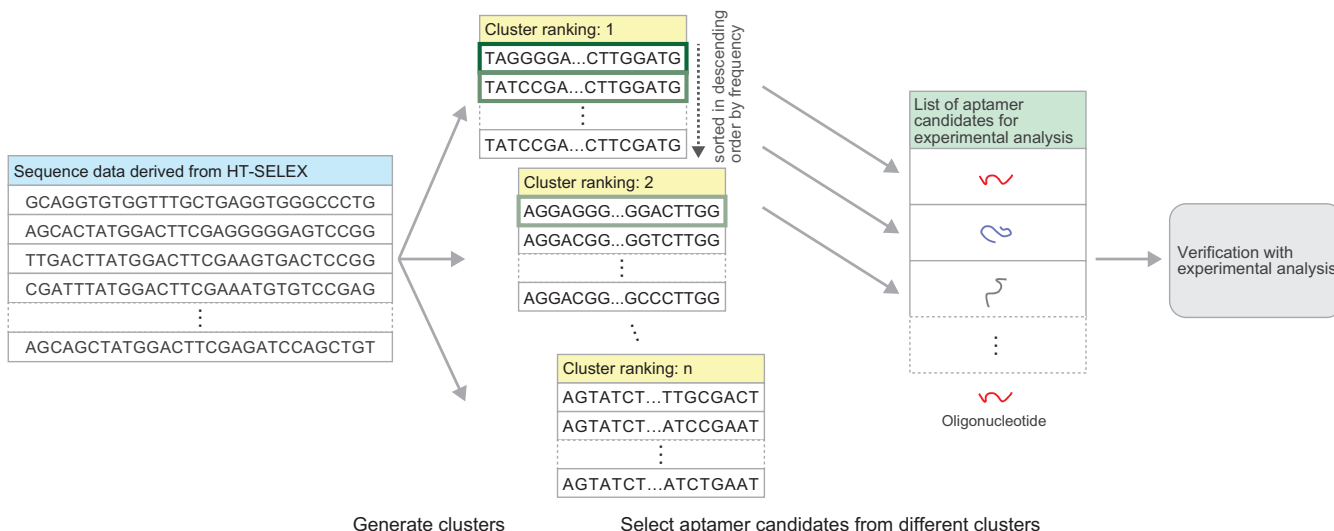 Sequence data derived from HT-SELEX
GCAGGTGTGGTTTGCTGAGGTGGGCCCTG
AGCACTATGGACTTCGAGGGGGAGTCCGG
TTGACTTATGGACTTCGAAGTGACTCCGG
CGATTTATGGACTTCGAAATGTGTCCGAG
AGCAGCTATGGACTTCGAGATCCAGCTGT
Cluster ranking: 1
TAGGGGA...CTTGGATG
TATCCGA...CTTGGATG
TATCCGA...CTTCGATG
sorted in descending
order by frequency
Cluster ranking: 2
AGGAGGG...GGACTTGG
AGGACGG...GGTCTTGG
AGGACGG...GCCCTTGG
Cluster ranking: n
AGTATCT...TTGCGACT
AGTATCT...ATCCGAAT
AGTATCT...ATCTGAAT
List of aptamer
candidates for
experimental analysis
Oligonucleotide
Verification with
experimental analysis
Generate clusters
Select aptamer candidates from different clusters